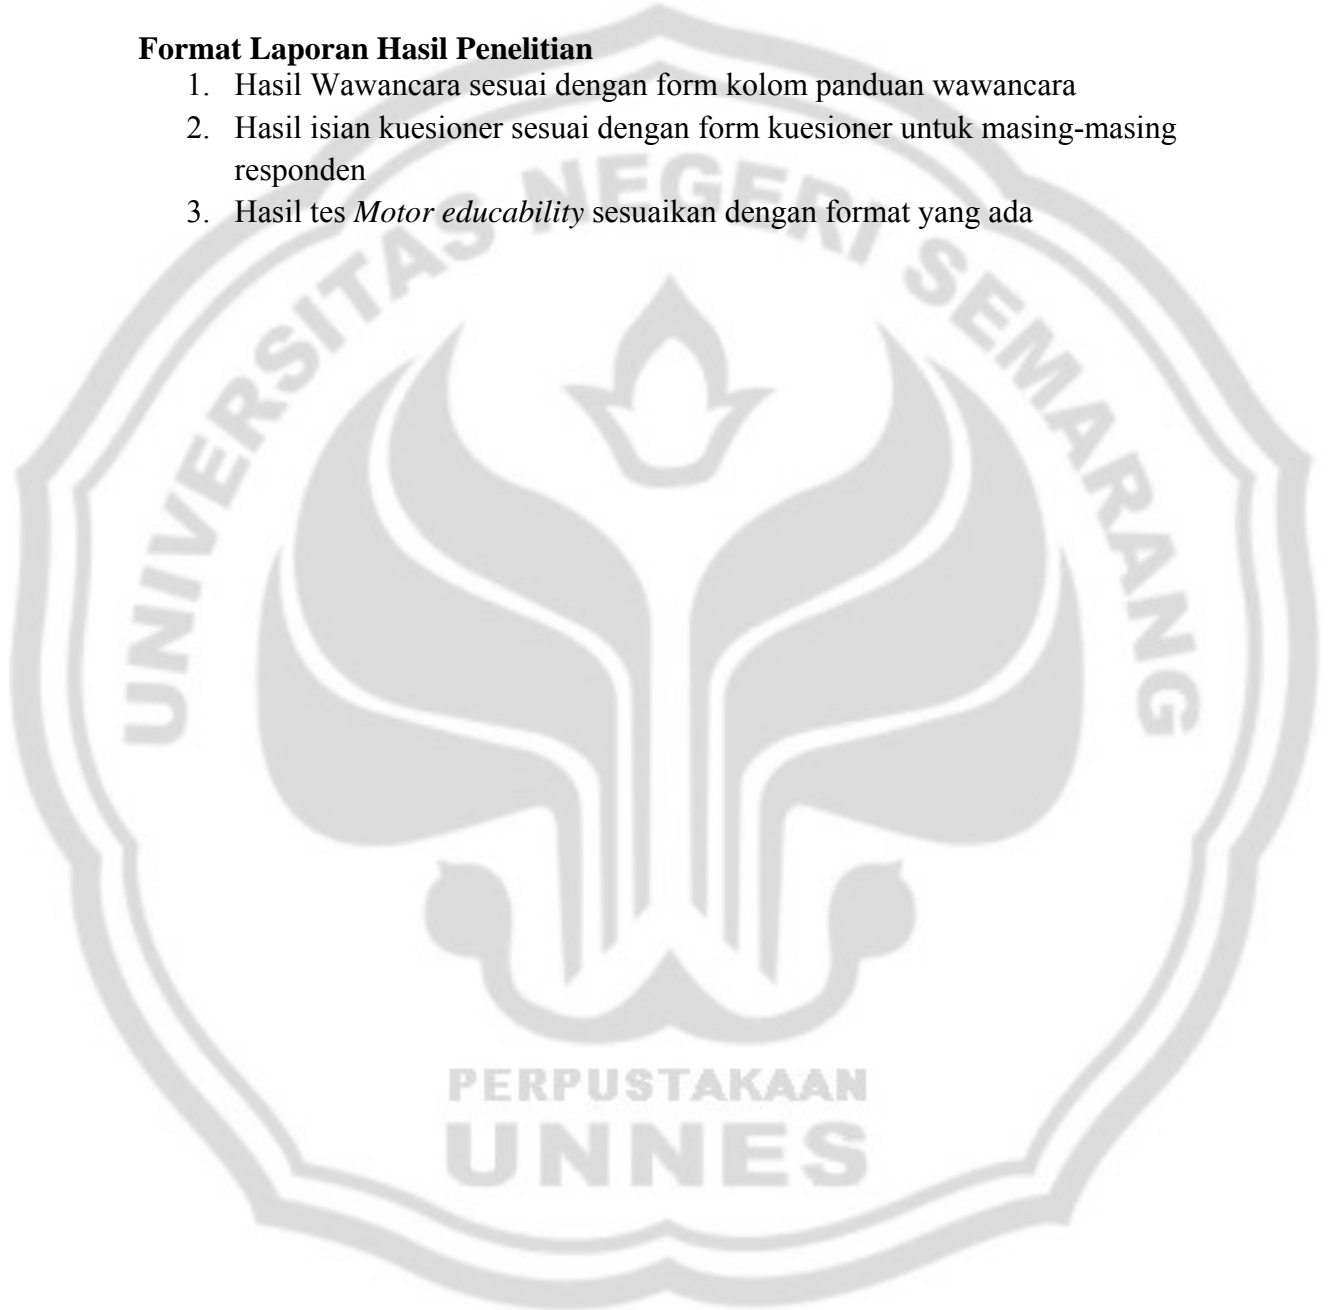 Format Laporan Hasil Penelitian
1. Hasil Wawancara sesuai dengan form kolom panduan wawancara
2. Hasil isian kuesioner sesuai dengan form kuesioner untuk masing-masing
responden
3. Hasil tes Motor educability sesuaikan dengan format yang ada
UNIVERSITAS NEGERI SEMARANG
PERPUSTAKAAN
UNNES